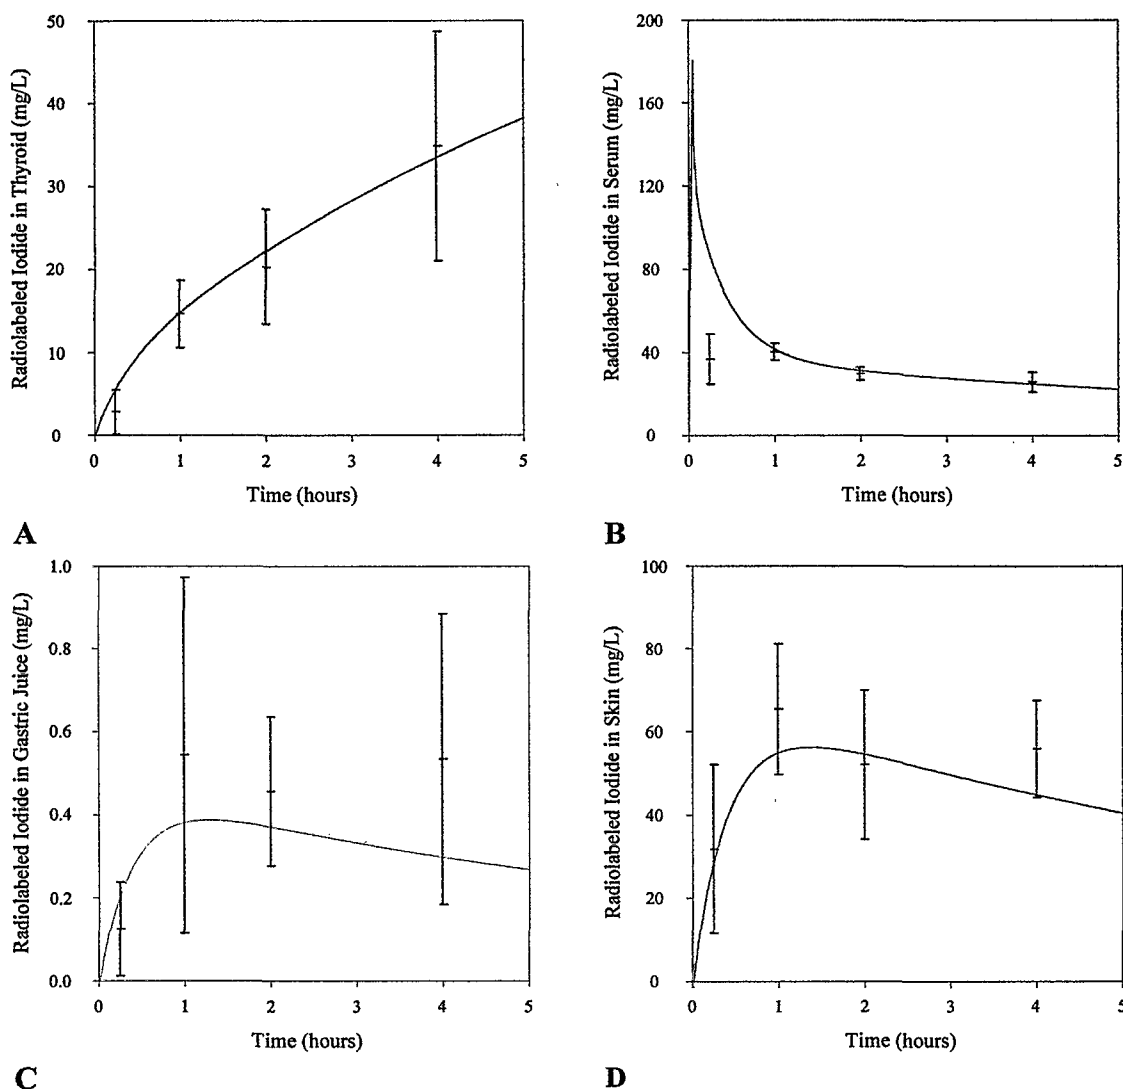 50
40
30
20
10
0
Radiolabeled Iodide in Thyroid (mg/L)
0 1 2 3 4 5
Time (hours)
A
200
160
120
80
40
0
Radiolabeled Iodide in Serum (mg/L)
0 1 2 3 4 5
Time (hours)
B
1.0
0.8
0.6
0.4
0.2
0.0
Radiolabeled Iodide in Gastric Juice (mg/L)
0 1 2 3 4 5
Time (hours)
C
100
80
60
40
20
0
Radiolabeled Iodide in Skin (mg/L)
0 1 2 3 4 5
Time (hours)
D